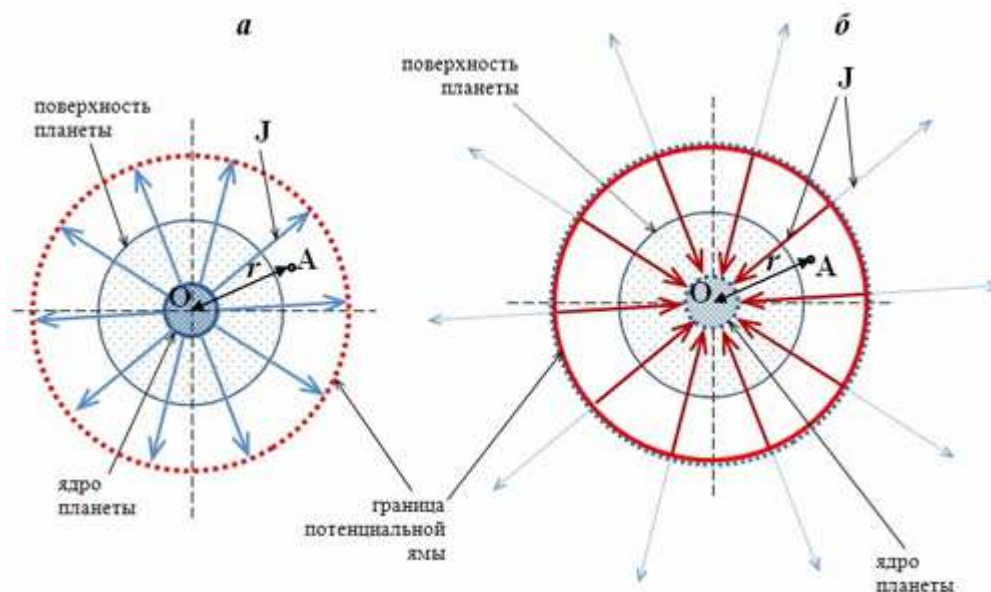 а
поверхность
планеты
J
r
A
O
ядро
планеты
б
поверхность
планеты
J
r
A
O
граница
потенциальной
ямы
ядро
планеты